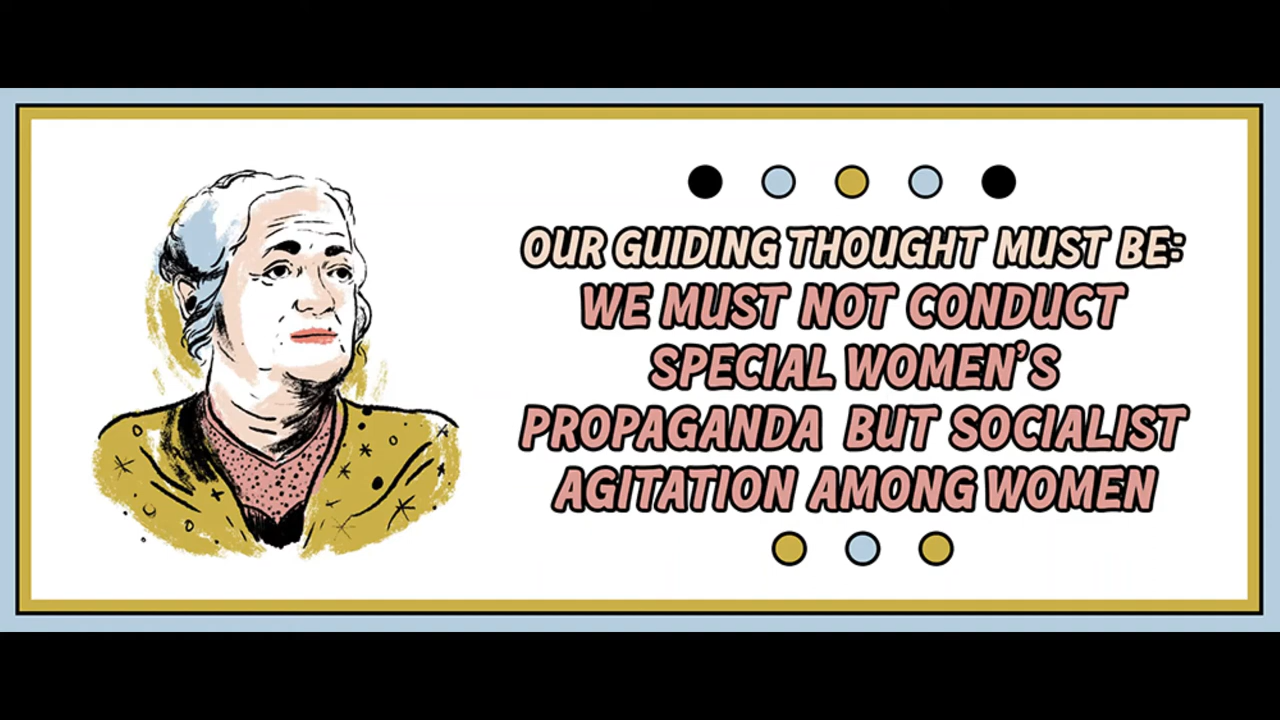 OUR GUIDING THOUGHT MUST BE:
WE MUST NOT CONDUCT
SPECIAL WOMEN'S
PROPAGANDA BUT SOCIALIST
AGITATION AMONG WOMEN